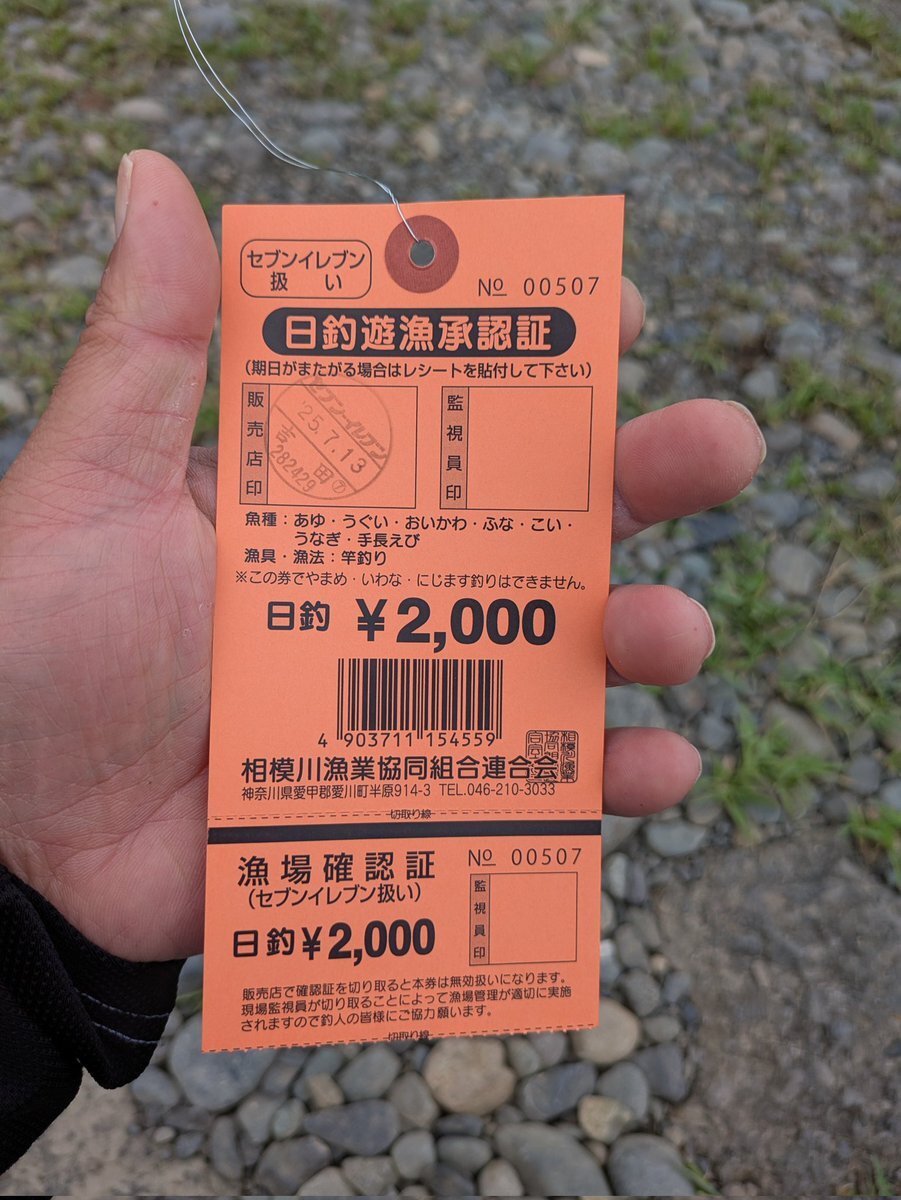 セブンイレブン
扱い
№ 00507
日釣遊漁承認証
(期日がまたがる場合はレシートを貼付して下さい)
販売店印
セブン-イレブン
'25.7.13
282429
監視員印
魚種：あゆ・うぐい・おいかわ・ふな・こい・
うなぎ・手長えび
漁具・漁法：竿釣り
※この券でやまめ・いわな・にじます釣りはできません。
日釣 ¥2,000
4 903711 154559
相模川漁業協同組合連合会
神奈川県愛甲郡愛川町半原914-3 TEL.046-210-3033
切取り線
漁場確認証
(セブンイレブン扱い)
№ 00507
日釣¥2,000
監視員印
販売店で確認証を切り取ると本券は無効扱いになります。
現場監視員が切り取ることによって漁場管理が適切に実施
されますので釣人の皆様にご協力願います。
切取り線